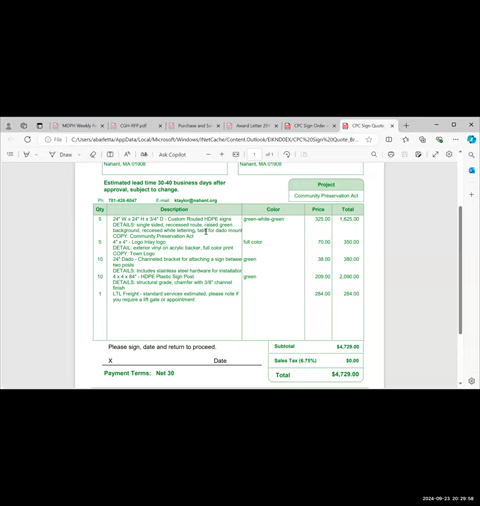 MDFH Weekly R
CGH-RFP.pdf
Purchase and S
Award Letter 20
CPC Sign Order
CPC Sign Quote
File
C:/Users/abarletta/AppData/Local/Microsoft/Windows/INetCache/Content.Outlook/
Draw
Ask Copilot
1 of 1
Nahant, MA 01908
Nahant, MA 01908
Estimated lead time 30-40 business days after
approval, subject to change.
Project
Community Preservation Act
Ph 781-428-6847 E-mail: ktaylor@nahant.org
Qty Description Color Price Total
5 24" W x 24" H x 3/4" D - Custom Routed HDPE signs green-white-green 325.00 1,625.00
DETAILS: single sided, recessed route, raised green
background, recessed white lettering, for dado mount
COPY: Community Preservation Act
5 4" x 4" - Logo Inlay logo full color 70.00 350.00
DETAIL: exterior vinyl on acrylic backer, full color print
COPY: Town Logo
10 24" Dado - Channeled bracket for attaching a sign between green 38.00 380.00
two posts
DETAILS: Includes stainless steel hardware for installation
10 4 x 4 x 84" - HDPE Plastic Sign Post green 209.00 2,090.00
DETAILS: structural grade, chamfer with 3/8" channel
finish
1 LTL Freight - standard services estimated, please note if 284.00 284.00
you require a lift gate or appointment
Please sign, date and return to proceed.
X Date
Payment Terms: Net 30
Subtotal $4,729.00
Sales Tax (6.75%) $0.00
Total $4,729.00
2024-09-23 20:29:58